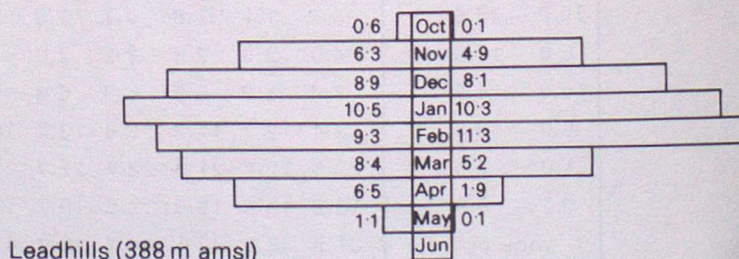 0·6 Oct 0·1
6·3 Nov 4·9
8·9 Dec 8·1
10·5 Jan 10·3
9·3 Feb 11·3
8·4 Mar 5·2
6·5 Apr 1·9
1·1 May 0·1
Jun
Leadhills (388 m amsl)